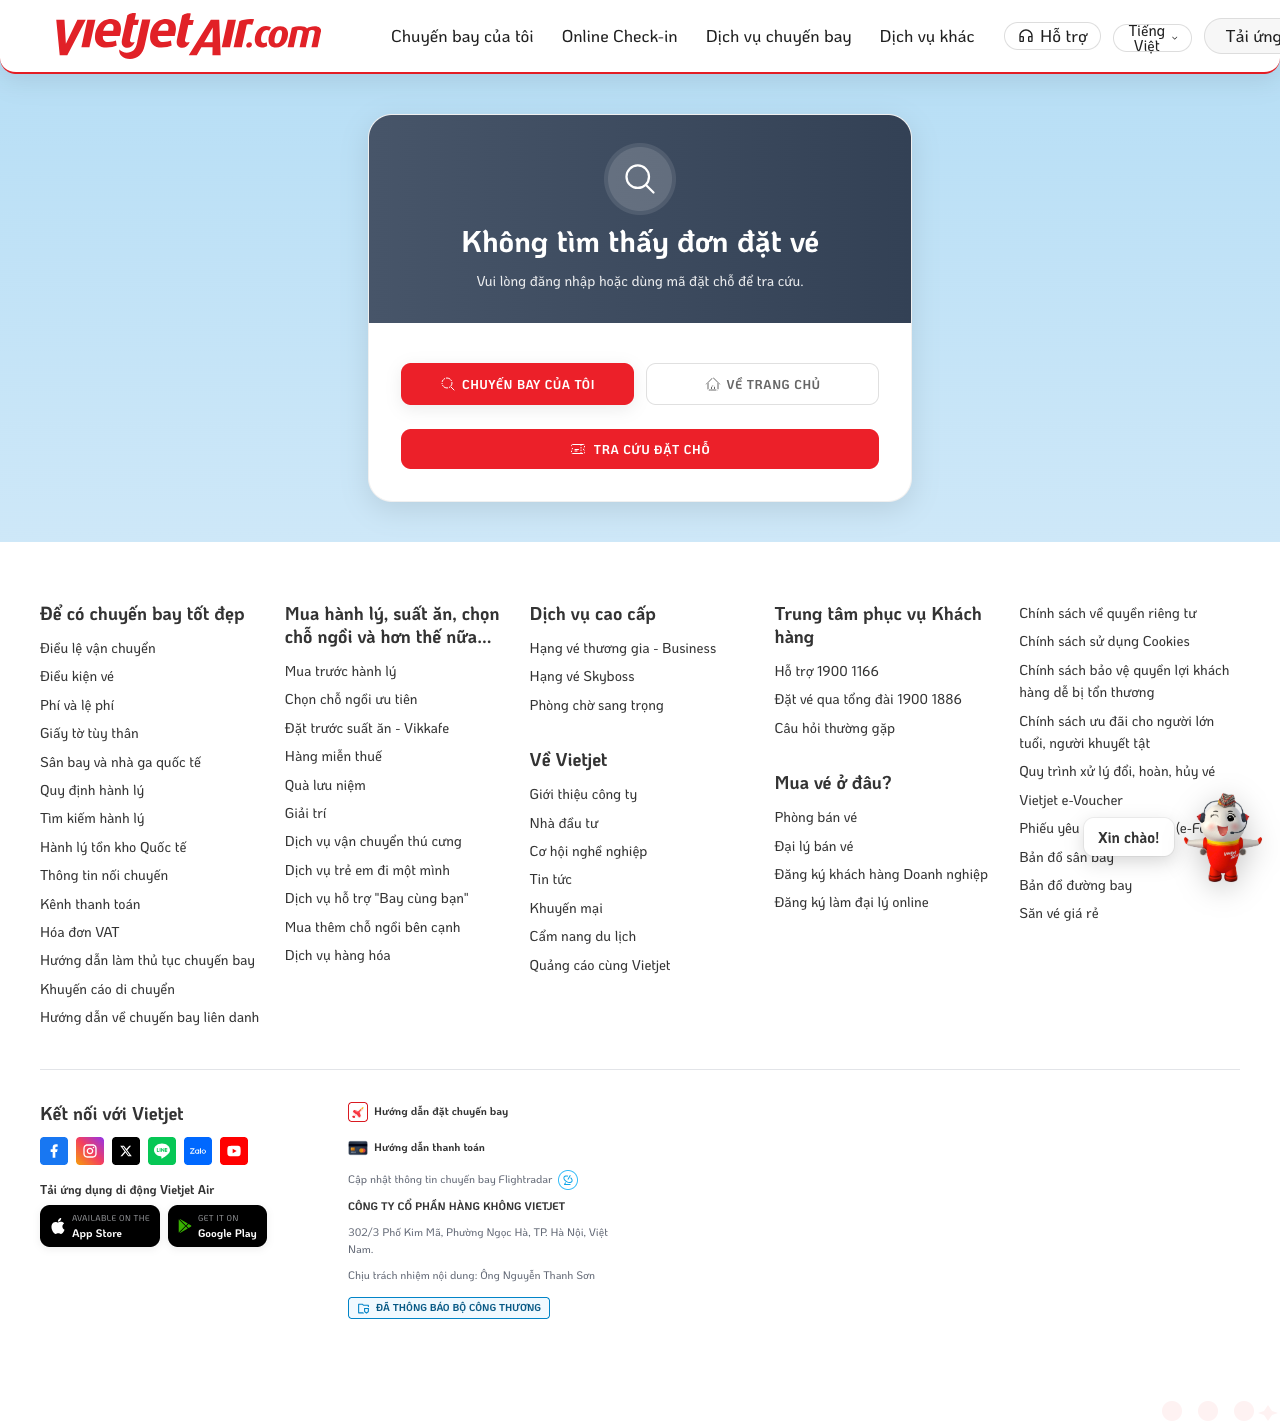 vietjetAir.com
Chuyến bay của tôi
Online Check-in
Dịch vụ chuyến bay
Dịch vụ khác
Hỗ trợ
Tiếng
Việt
Tải ứng
Không tìm thấy đơn đặt vé
Vui lòng đăng nhập hoặc dùng mã đặt chỗ để tra cứu.
CHUYẾN BAY CỦA TÔI
VỀ TRANG CHỦ
TRA CỨU ĐẶT CHỖ
Để có chuyến bay tốt đẹp
Điều lệ vận chuyển
Điều kiện vé
Phí và lệ phí
Giấy tờ tùy thân
Sân bay và nhà ga quốc tế
Quy định hành lý
Tìm kiếm hành lý
Hành lý tồn kho Quốc tế
Thông tin nối chuyến
Kênh thanh toán
Hóa đơn VAT
Hướng dẫn làm thủ tục chuyến bay
Khuyến cáo di chuyển
Hướng dẫn về chuyến bay liên danh
Mua hành lý, suất ăn, chọn
chỗ ngồi và hơn thế nữa...
Mua trước hành lý
Chọn chỗ ngồi ưu tiên
Đặt trước suất ăn - Vikkafe
Hàng miễn thuế
Quà lưu niệm
Giải trí
Dịch vụ vận chuyển thú cưng
Dịch vụ trẻ em đi một mình
Dịch vụ hỗ trợ "Bay cùng bạn"
Mua thêm chỗ ngồi bên cạnh
Dịch vụ hàng hóa
Dịch vụ cao cấp
Hạng vé thương gia - Business
Hạng vé Skyboss
Phòng chờ sang trọng
Về Vietjet
Giới thiệu công ty
Nhà đầu tư
Cơ hội nghề nghiệp
Tin tức
Khuyến mại
Cẩm nang du lịch
Quảng cáo cùng Vietjet
Trung tâm phục vụ Khách
hàng
Hỗ trợ 1900 1166
Đặt vé qua tổng đài 1900 1886
Câu hỏi thường gặp
Mua vé ở đâu?
Phòng bán vé
Đại lý bán vé
Đăng ký khách hàng Doanh nghiệp
Đăng ký làm đại lý online
Chính sách về quyền riêng tư
Chính sách sử dụng Cookies
Chính sách bảo vệ quyền lợi khách
hàng dễ bị tổn thương
Chính sách ưu đãi cho người lớn
tuổi, người khuyết tật
Quy trình xử lý đổi, hoàn, hủy vé
Vietjet e-Voucher
Phiếu yêu
Xin chào!
Bản đồ sân bay
Bản đồ đường bay
Săn vé giá rẻ
Kết nối với Vietjet
LINE
Zalo
Tải ứng dụng di động Vietjet Air
AVAILABLE ON THE
App Store
GET IT ON
Google Play
Hướng dẫn đặt chuyến bay
Hướng dẫn thanh toán
Cập nhật thông tin chuyến bay Flightradar
CÔNG TY CỔ PHẦN HÀNG KHÔNG VIETJET
302/3 Phố Kim Mã, Phường Ngọc Hà, TP. Hà Nội, Việt
Nam.
Chịu trách nhiệm nội dung: Ông Nguyễn Thanh Sơn
ĐÃ THÔNG BÁO BỘ CÔNG THƯƠNG